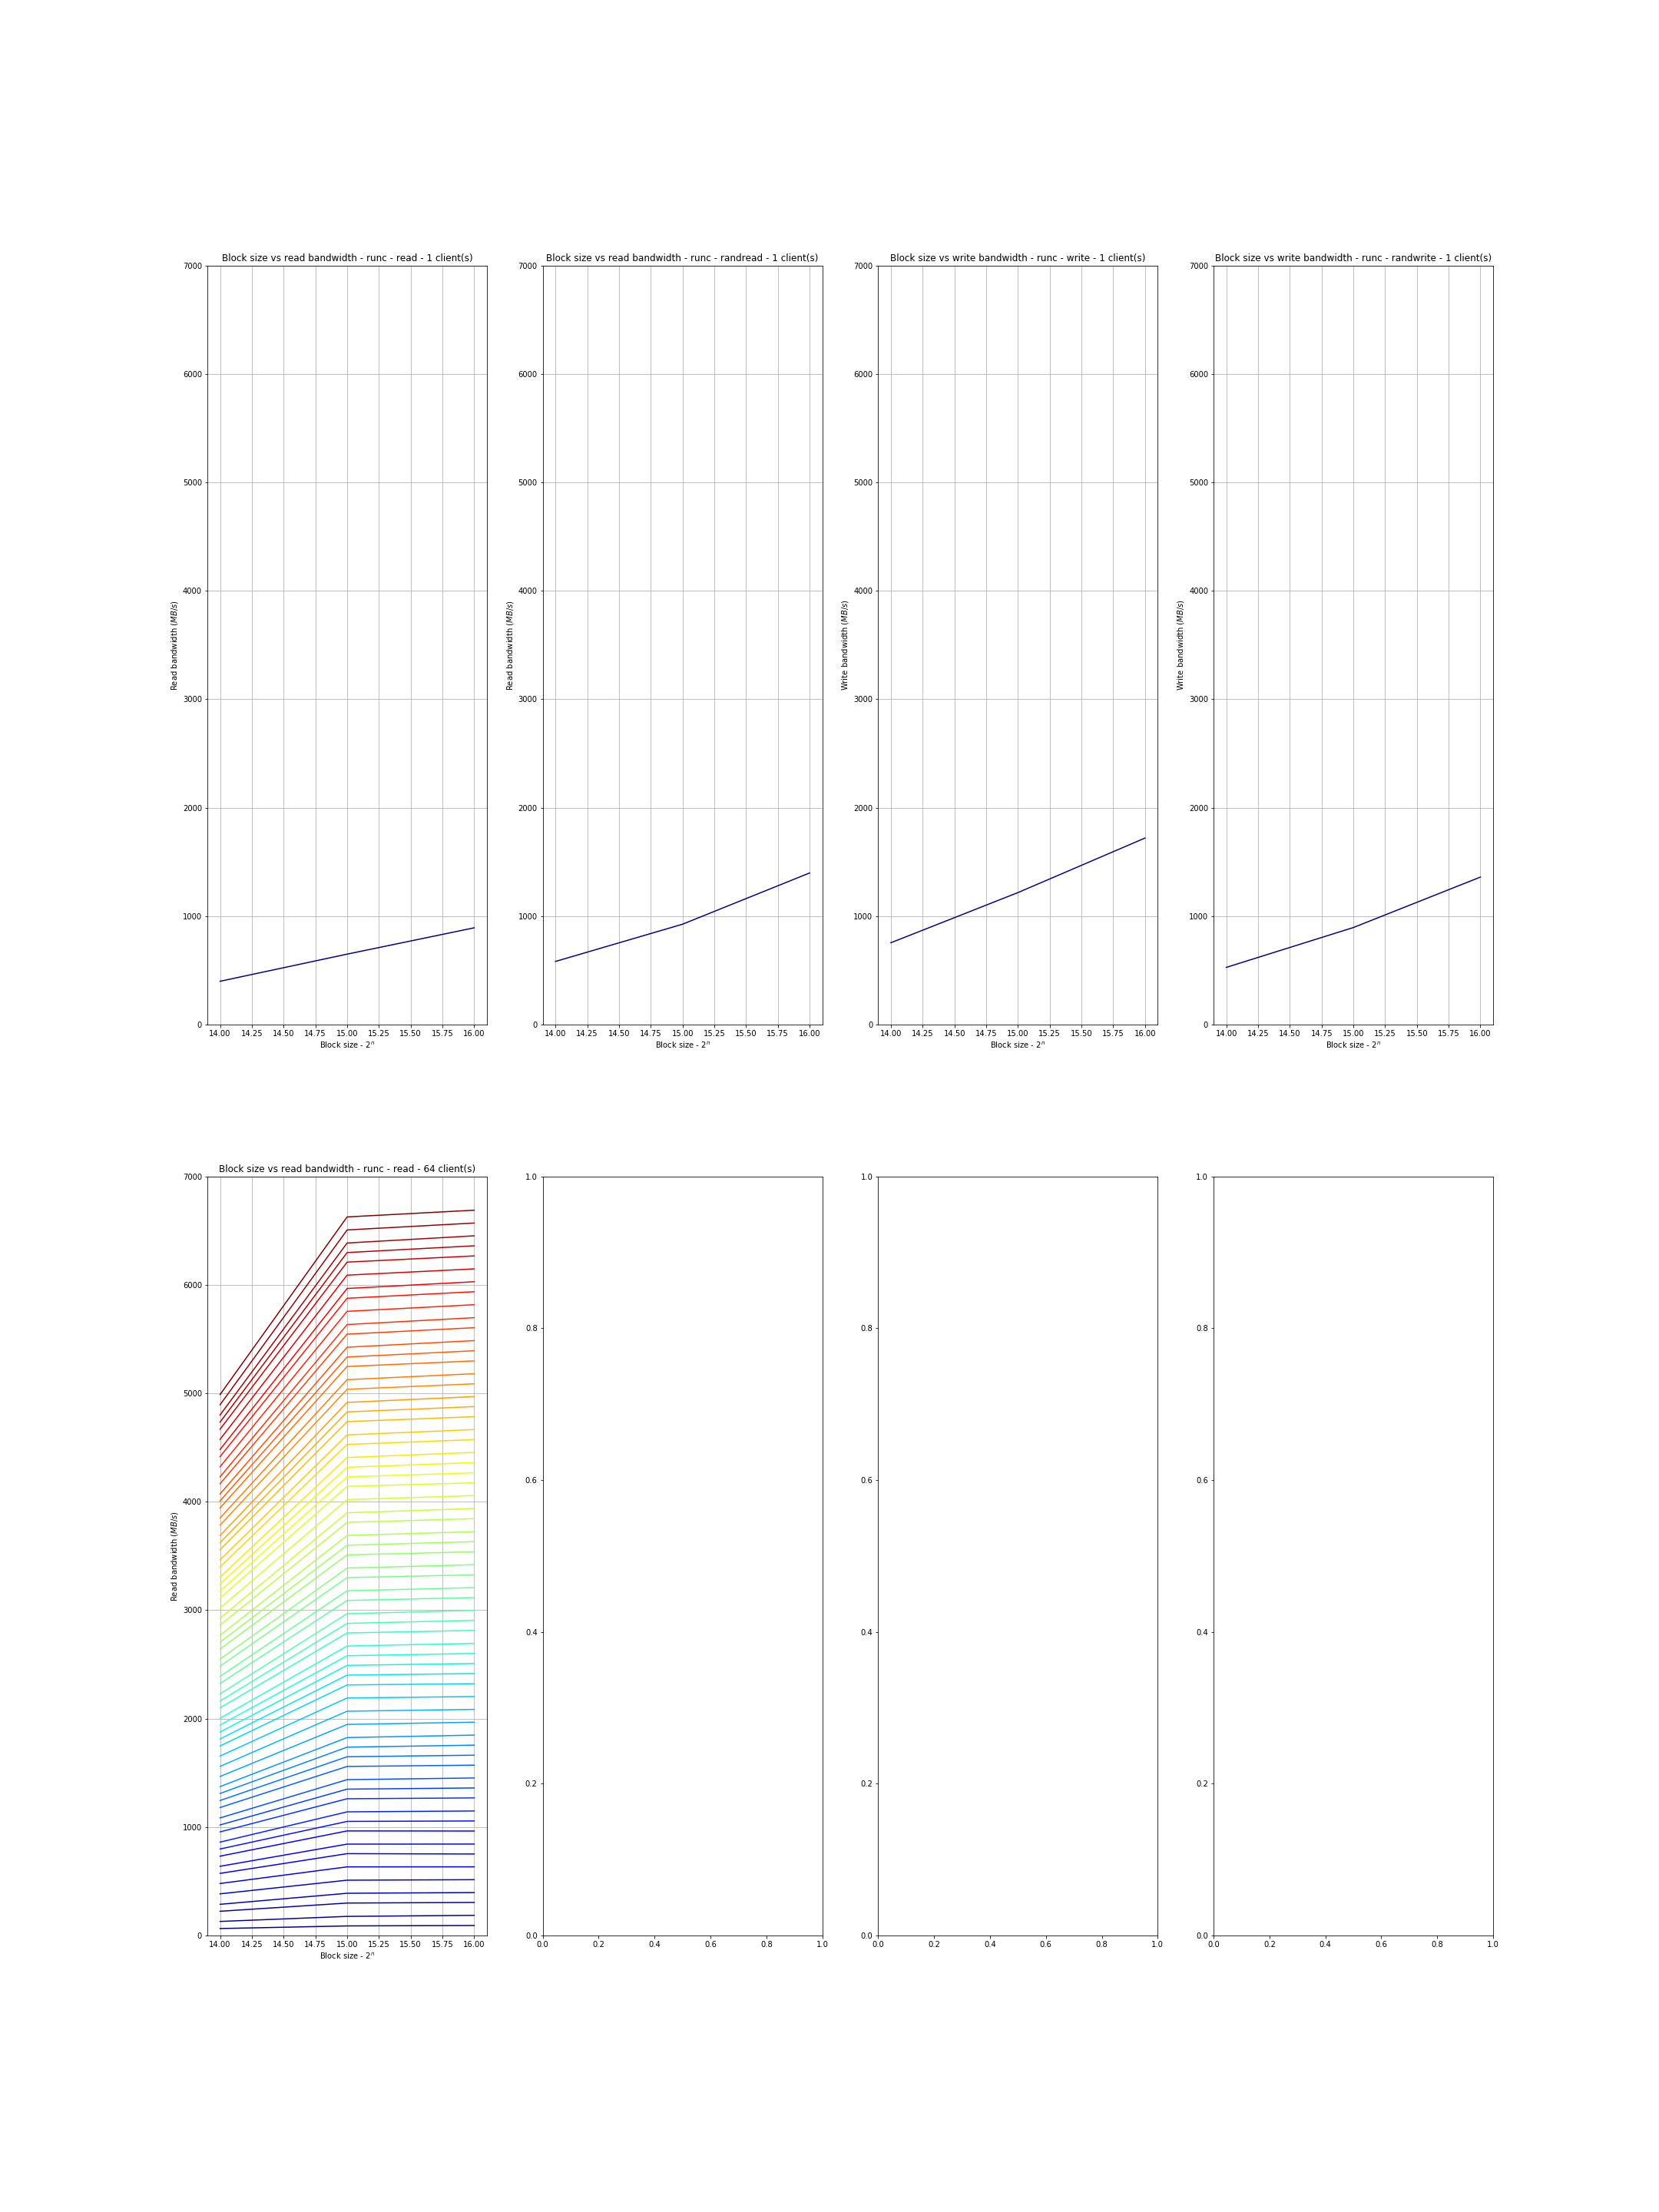 Block size vs read bandwidth - runc - read - 1 client(s)
7000
6000
5000
4000
3000
2000
1000
0
Read bandwidth (MB/s)
14.00 14.25 14.50 14.75 15.00 15.25 15.50 15.75 16.00
Block size - 2^n
Block size vs read bandwidth - runc - randread - 1 client(s)
7000
6000
5000
4000
3000
2000
1000
0
Read bandwidth (MB/s)
14.00 14.25 14.50 14.75 15.00 15.25 15.50 15.75 16.00
Block size - 2^n
Block size vs write bandwidth - runc - write - 1 client(s)
7000
6000
5000
4000
3000
2000
1000
0
Write bandwidth (MB/s)
14.00 14.25 14.50 14.75 15.00 15.25 15.50 15.75 16.00
Block size - 2^n
Block size vs write bandwidth - runc - randwrite - 1 client(s)
7000
6000
5000
4000
3000
2000
1000
0
Write bandwidth (MB/s)
14.00 14.25 14.50 14.75 15.00 15.25 15.50 15.75 16.00
Block size - 2^n
Block size vs read bandwidth - runc - read - 64 client(s)
7000
6000
5000
4000
3000
2000
1000
0
Read bandwidth (MB/s)
14.00 14.25 14.50 14.75 15.00 15.25 15.50 15.75 16.00
Block size - 2^n
1.0
0.8
0.6
0.4
0.2
0.0
0.0 0.2 0.4 0.6 0.8 1.0
1.0
0.8
0.6
0.4
0.2
0.0
0.0 0.2 0.4 0.6 0.8 1.0
1.0
0.8
0.6
0.4
0.2
0.0
0.0 0.2 0.4 0.6 0.8 1.0